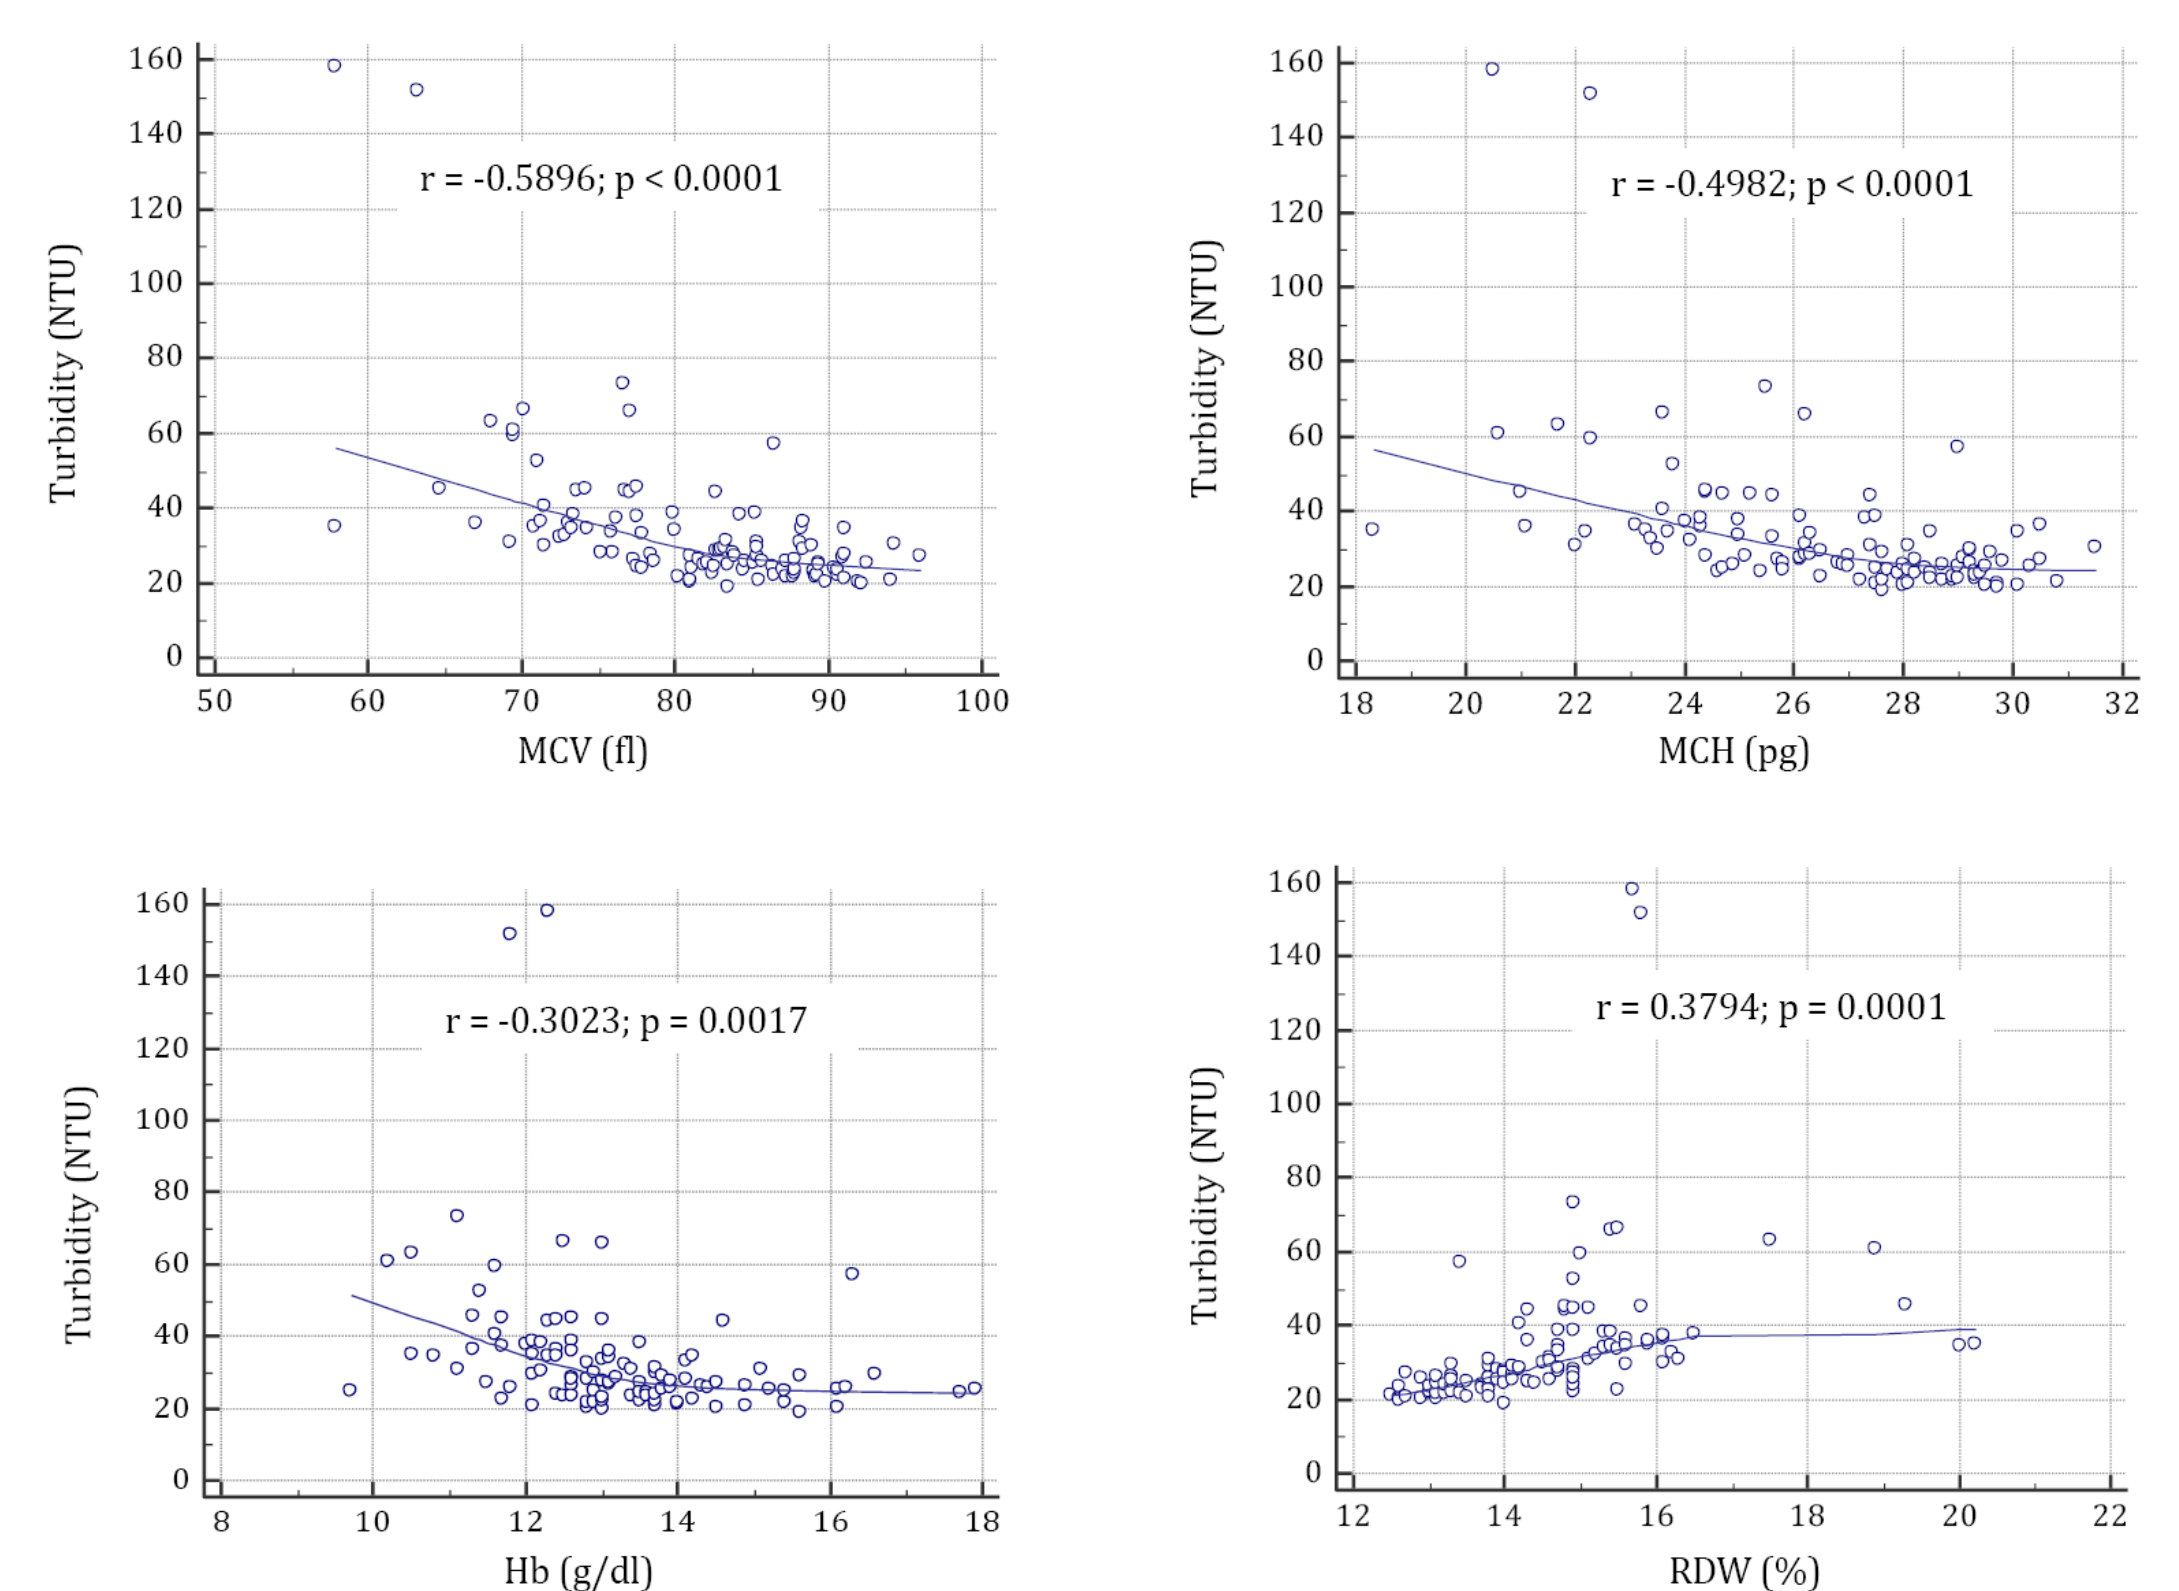 160
140
120
100
80
60
40
20
0
Turbidity (NTU)
r = -0.5896; p < 0.0001
50 60 70 80 90 100
MCV (fl)
160
140
120
100
80
60
40
20
0
Turbidity (NTU)
r = -0.4982; p < 0.0001
18 20 22 24 26 28 30 32
MCH (pg)
160
140
120
100
80
60
40
20
0
Turbidity (NTU)
r = -0.3023; p = 0.0017
8 10 12 14 16 18
Hb (g/dl)
160
140
120
100
80
60
40
20
0
Turbidity (NTU)
r = 0.3794; p = 0.0001
12 14 16 18 20 22
RDW (%)